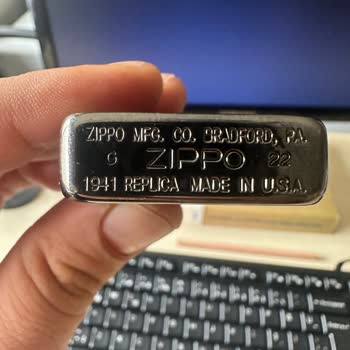 ZIPPO MFG. CO. BRADFORD, PA.
G ZIPPO 22
1941 REPLICA MADE IN U.S.A.